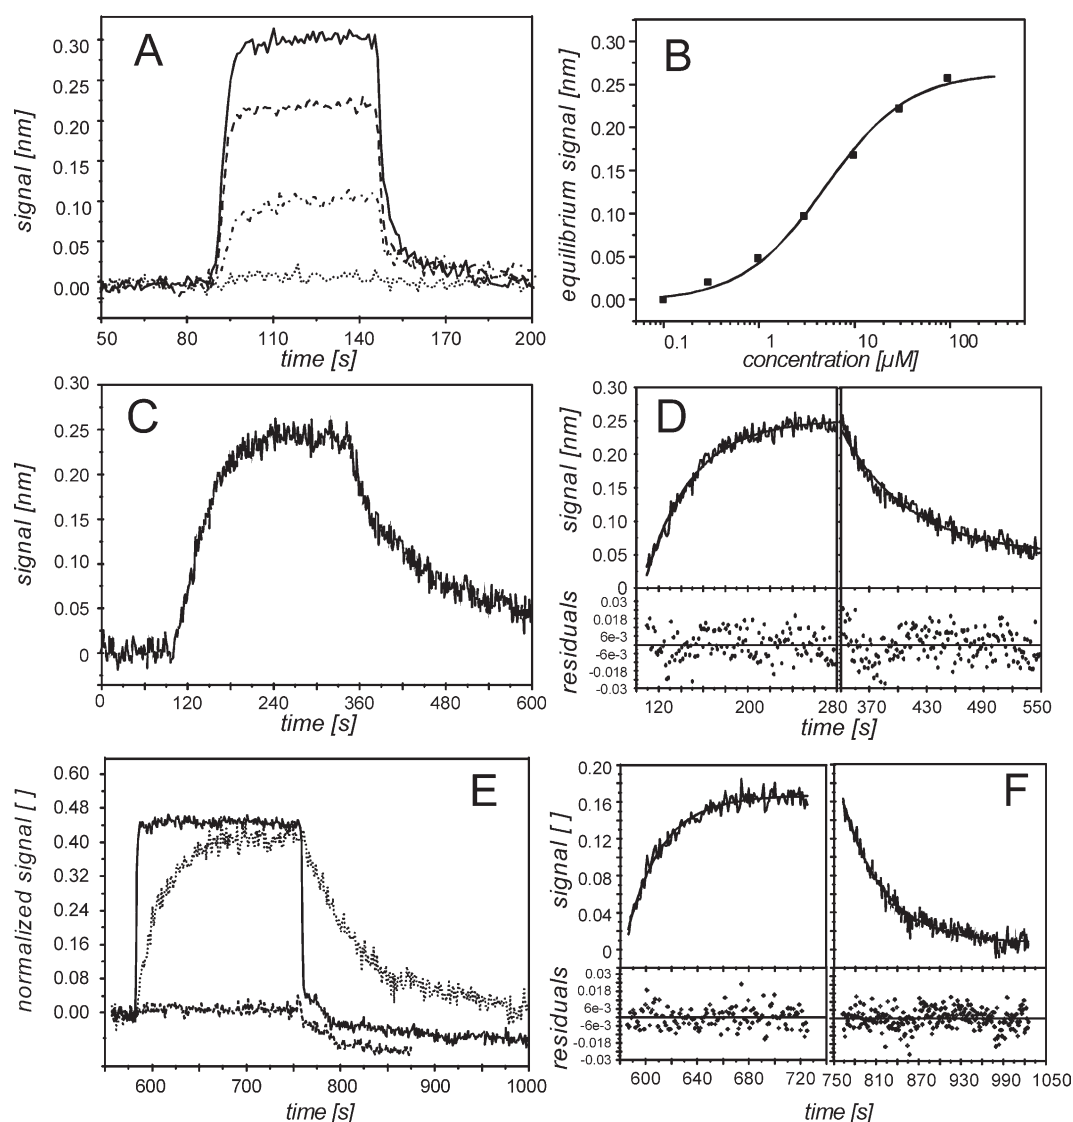 A
0.30
0.25
0.20
0.15
0.10
0.05
0.00
signal [nm]
50 80 110 140 170 200
time [s]
B
0.30
0.25
0.20
0.15
0.10
0.05
0.00
equilibrium signal [nm]
0.1 1 10 100
concentration [µM]
C
0.30
0.25
0.20
0.15
0.10
0.05
0
signal [nm]
0 120 240 360 480 600
time [s]
D
0.30
0.25
0.20
0.15
0.10
0.05
0
signal [nm]
0.03
0.018
6e-3
-6e-3
-0.018
-0.03
residuals
120 200 280 370 430 490 550
time [s]
E
0.60
0.48
0.40
0.32
0.24
0.16
0.08
0.00
normalized signal [ ]
600 700 800 900 1000
time [s]
F
0.20
0.16
0.12
0.08
0.04
0
signal [ ]
0.03
0.018
6e-3
-6e-3
-0.018
-0.03
residuals
600 640 680 720 750 810 870 930 990 1050
time [s]